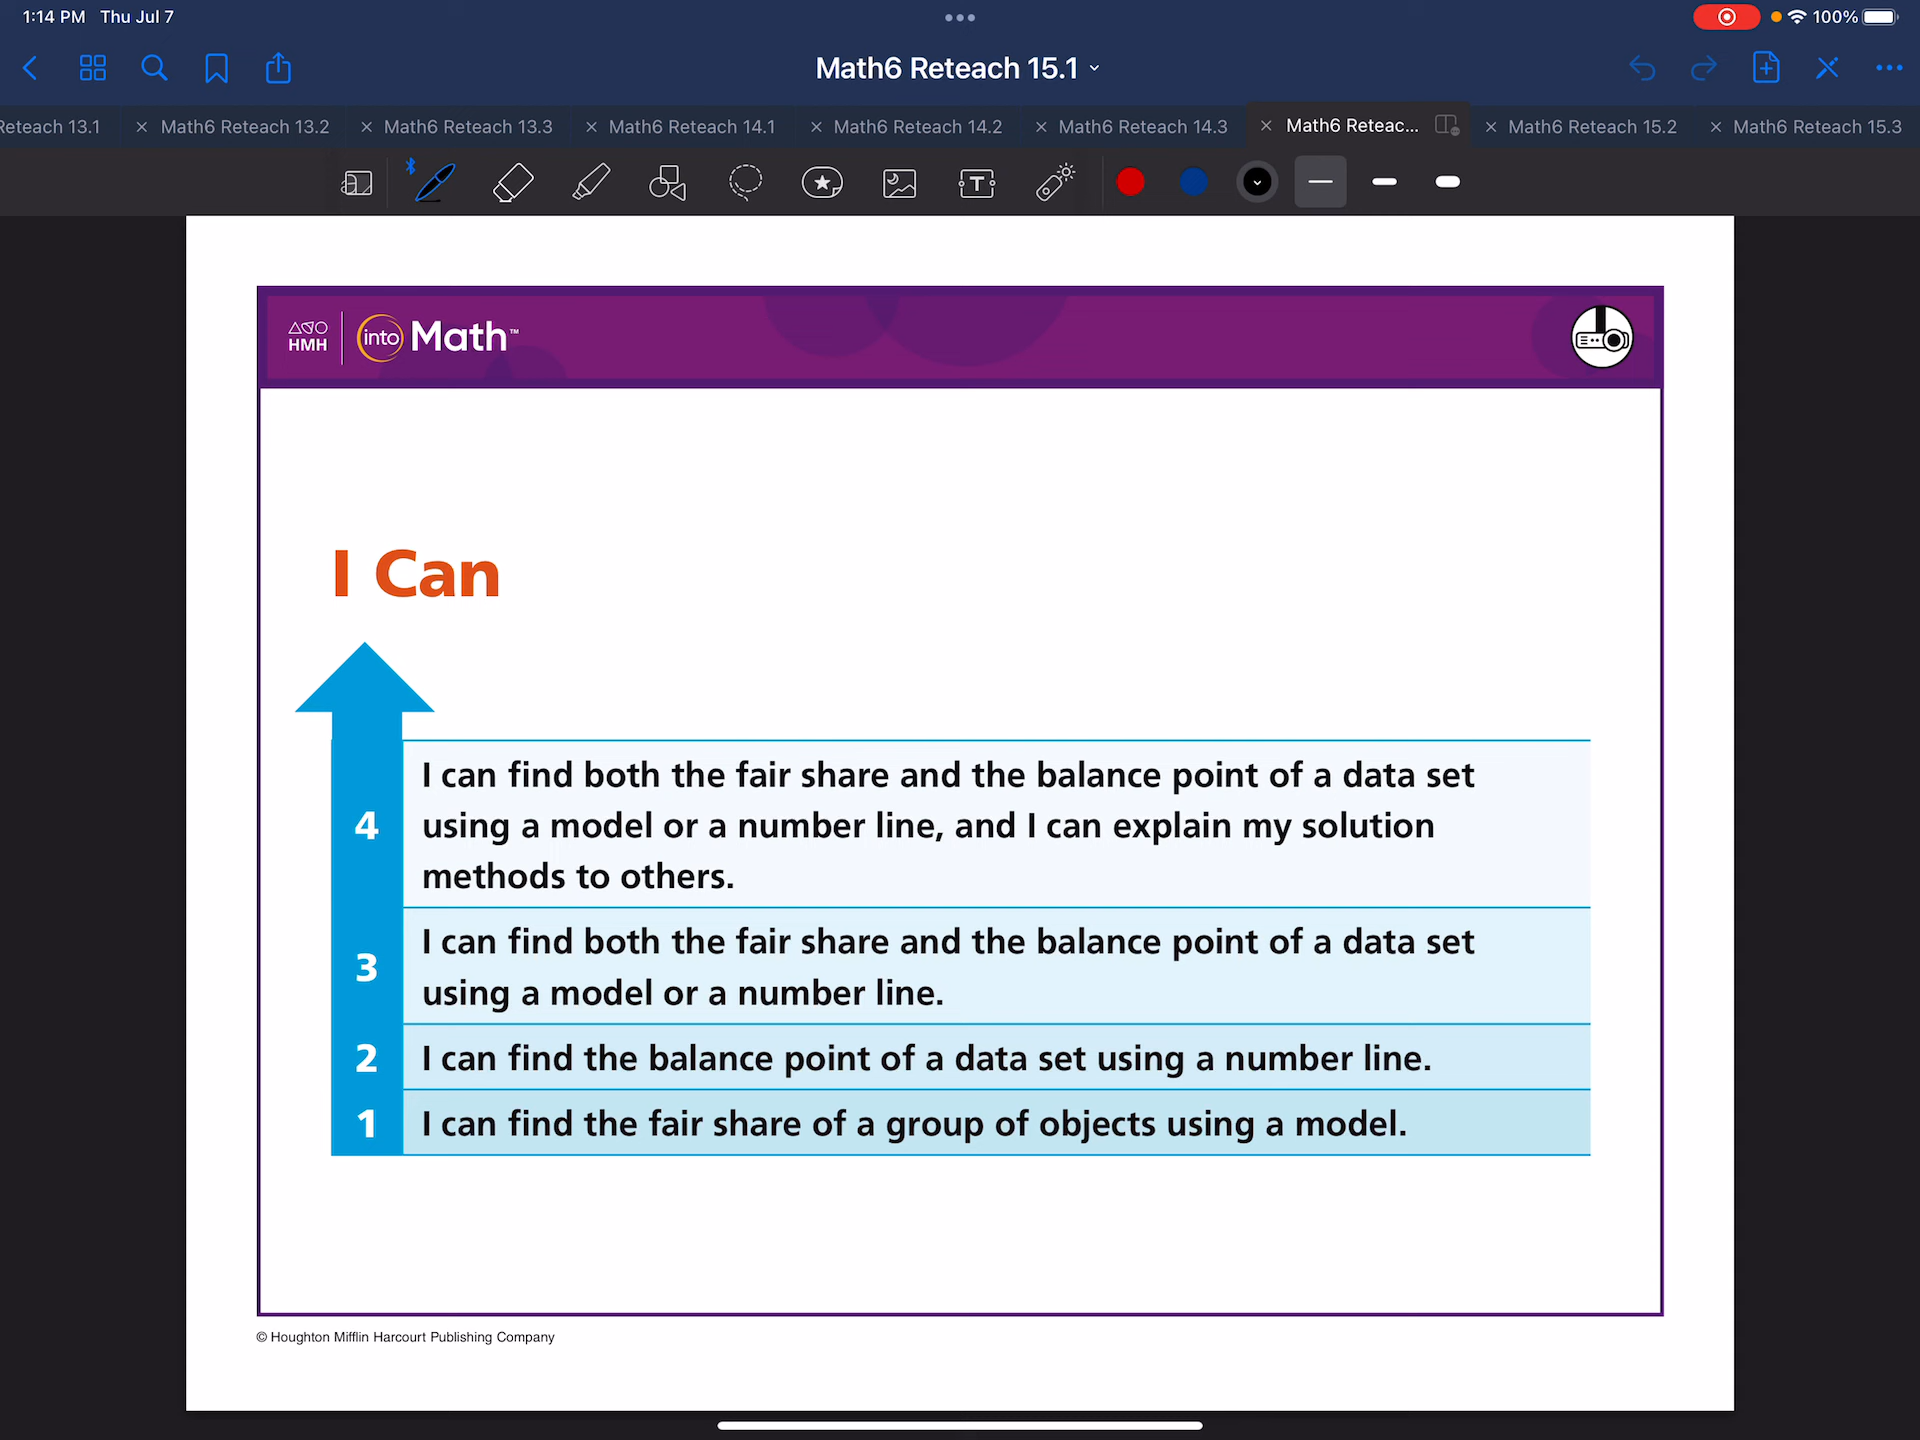 1:14 PM Thu Jul 7
100%
Math6 Reteach 15.1
Reteach 13.1
Math6 Reteach 13.2
Math6 Reteach 13.3
Math6 Reteach 14.1
Math6 Reteach 14.2
Math6 Reteach 14.3
Math6 Reteac...
Math6 Reteach 15.2
Math6 Reteach 15.3
T
HMH
into Math™
I Can
4
I can find both the fair share and the balance point of a data set
using a model or a number line, and I can explain my solution
methods to others.
3
I can find both the fair share and the balance point of a data set
using a model or a number line.
2 I can find the balance point of a data set using a number line.
1 I can find the fair share of a group of objects using a model.
© Houghton Mifflin Harcourt Publishing Company